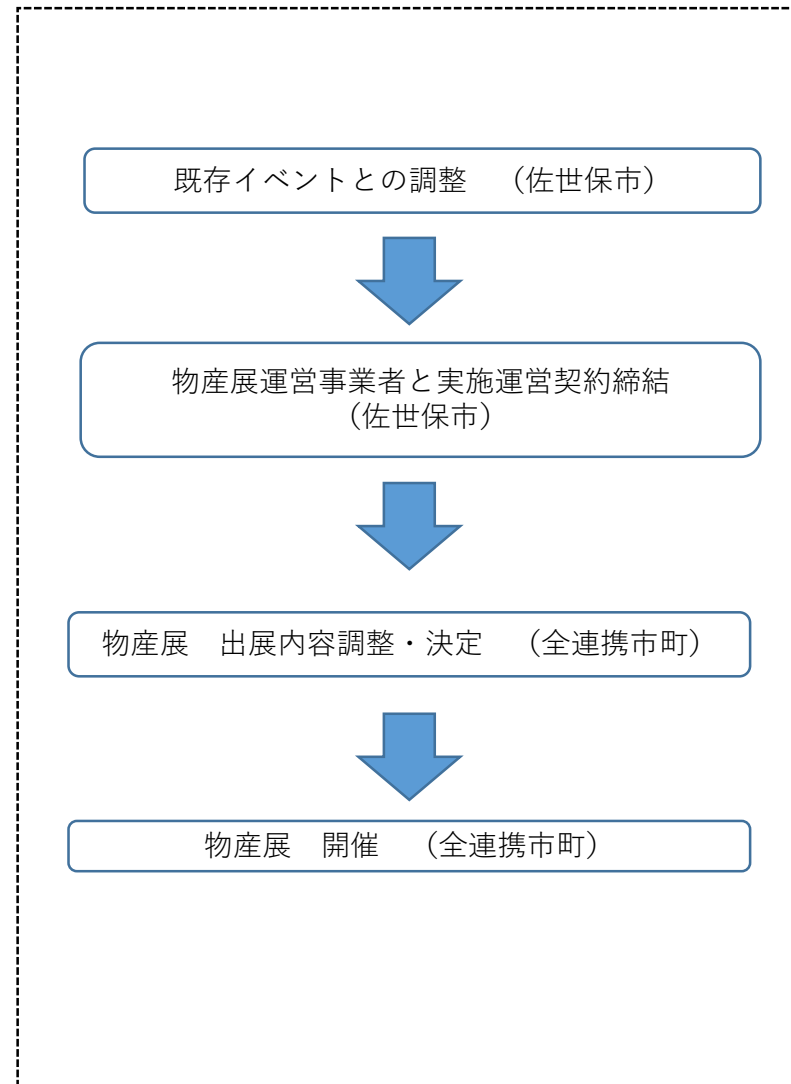 既存イベントとの調整　（佐世保市）
物産展運営事業者と実施運営契約締結
（佐世保市）
物産展　出展内容調整・決定　（全連携市町）
物産展　開催　（全連携市町）